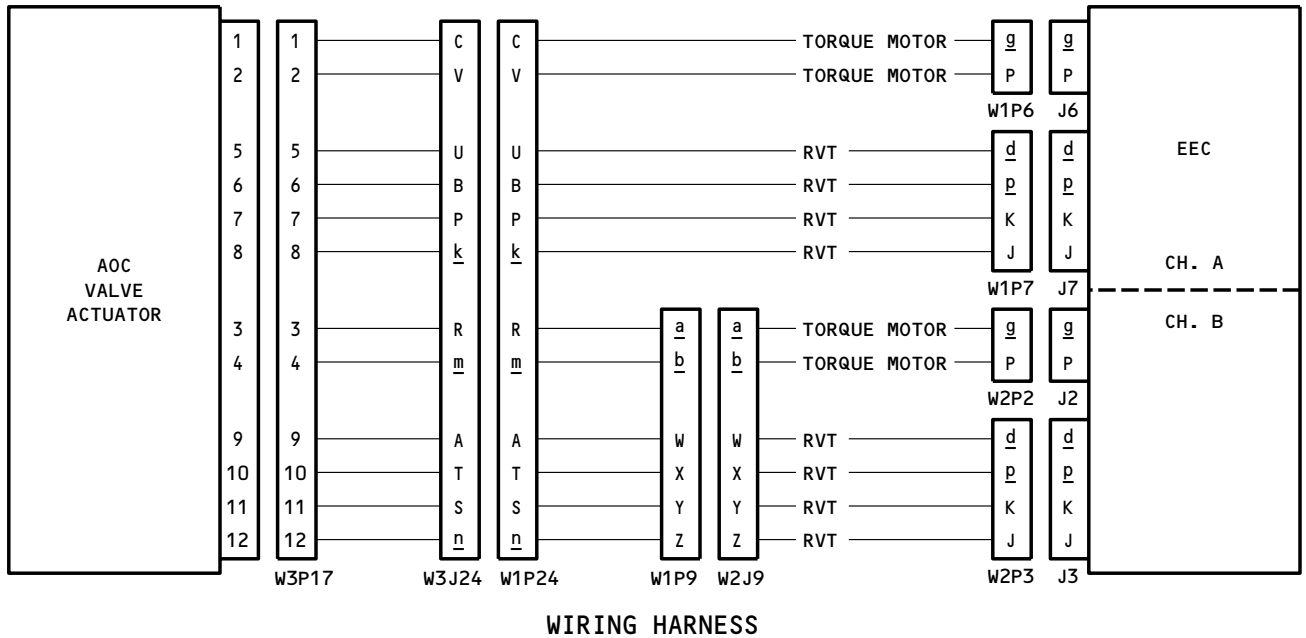 1 1 C C TORQUE MOTOR g g
2 2 V V TORQUE MOTOR P P
W1P6 J6
5 5 U U RVT d d
EEC
6 6 B B RVT p p
7 7 P P RVT K K
8 8 k k RVT J J
CH. A
W1P7 J7
AOC
VALVE
ACTUATOR
CH. B
3 3 R R a a TORQUE MOTOR g g
4 4 m m b b TORQUE MOTOR P P
W2P2 J2
9 9 A A W W RVT d d
10 10 T T X X RVT p p
11 11 S S Y Y RVT K K
12 12 n n Z Z RVT J J
W3P17 W3J24 W1P24 W1P9 W2J9 W2P3 J3
WIRING HARNESS